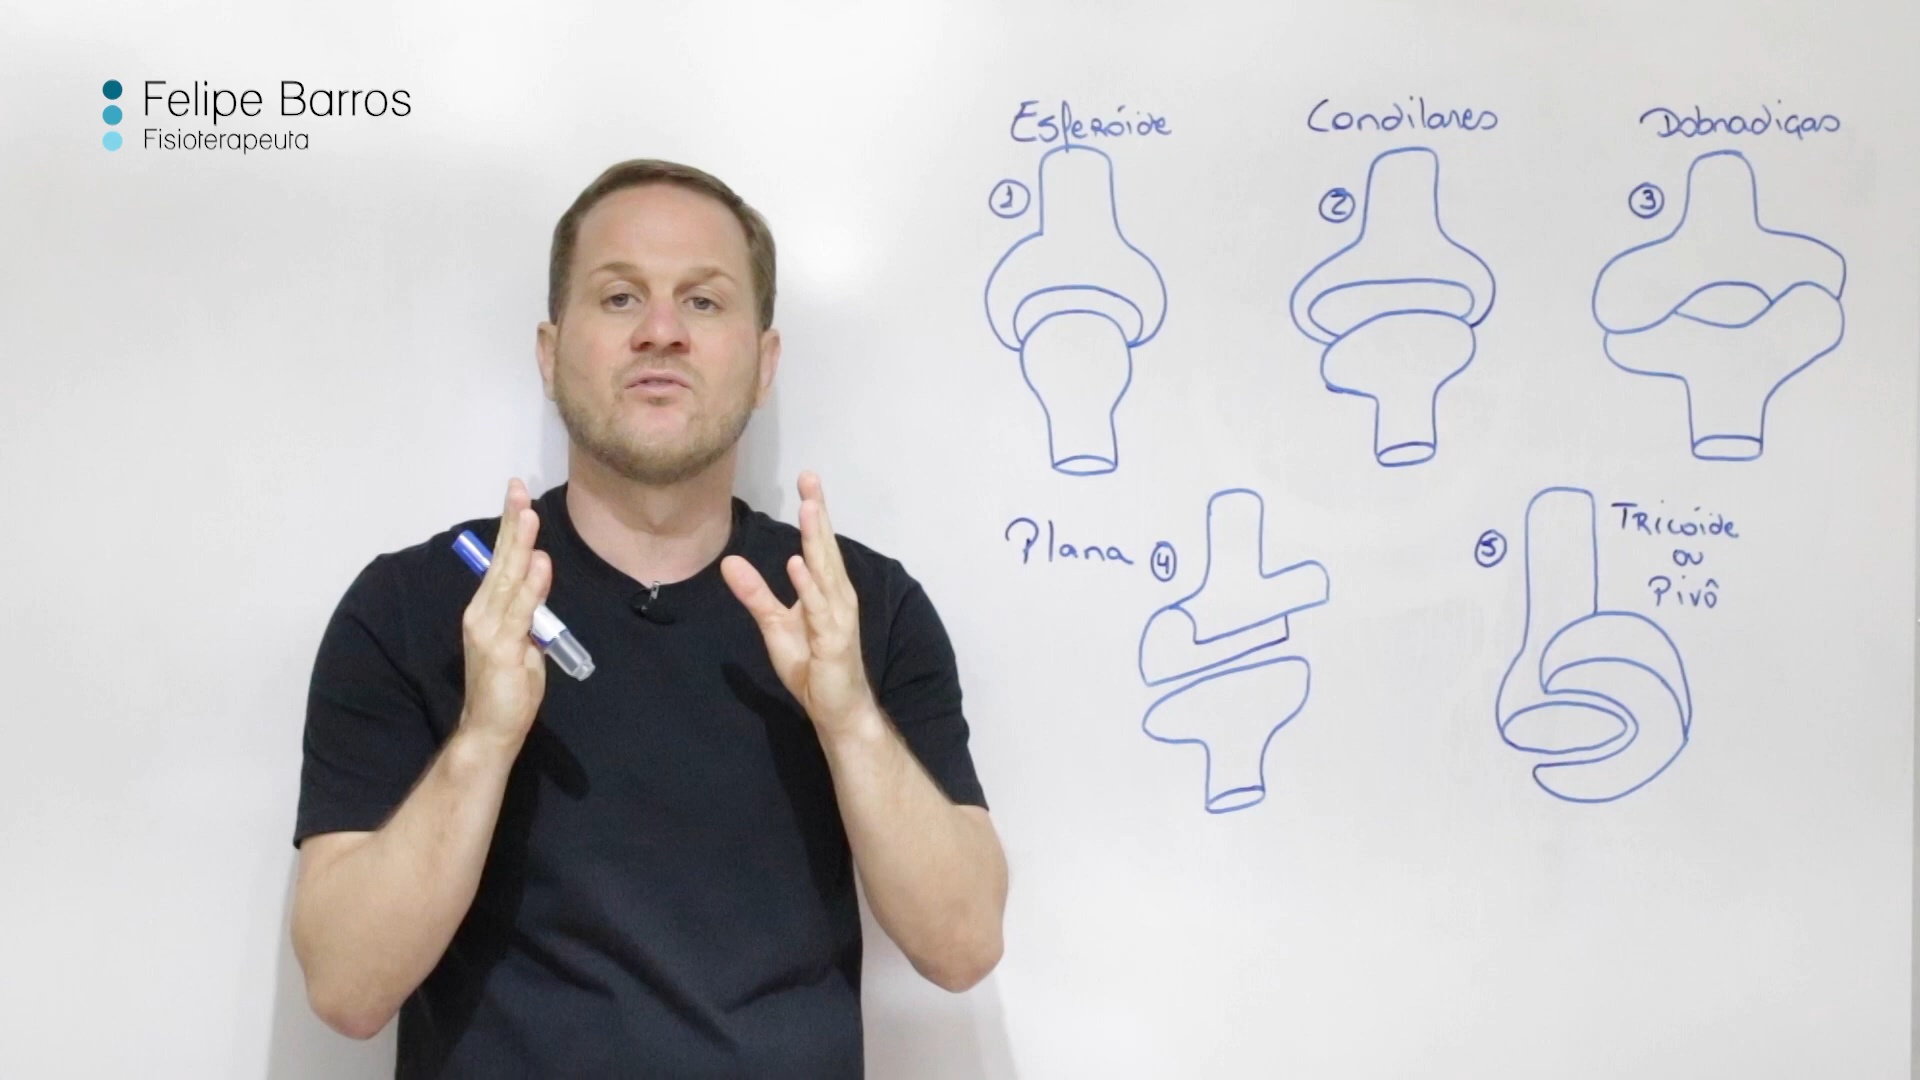 Felipe Barros
Fisioterapeuta
Esferóide
Condilares
Dobradiças
1
2
3
Plana 4
5
Tricóide
ou
Pivô